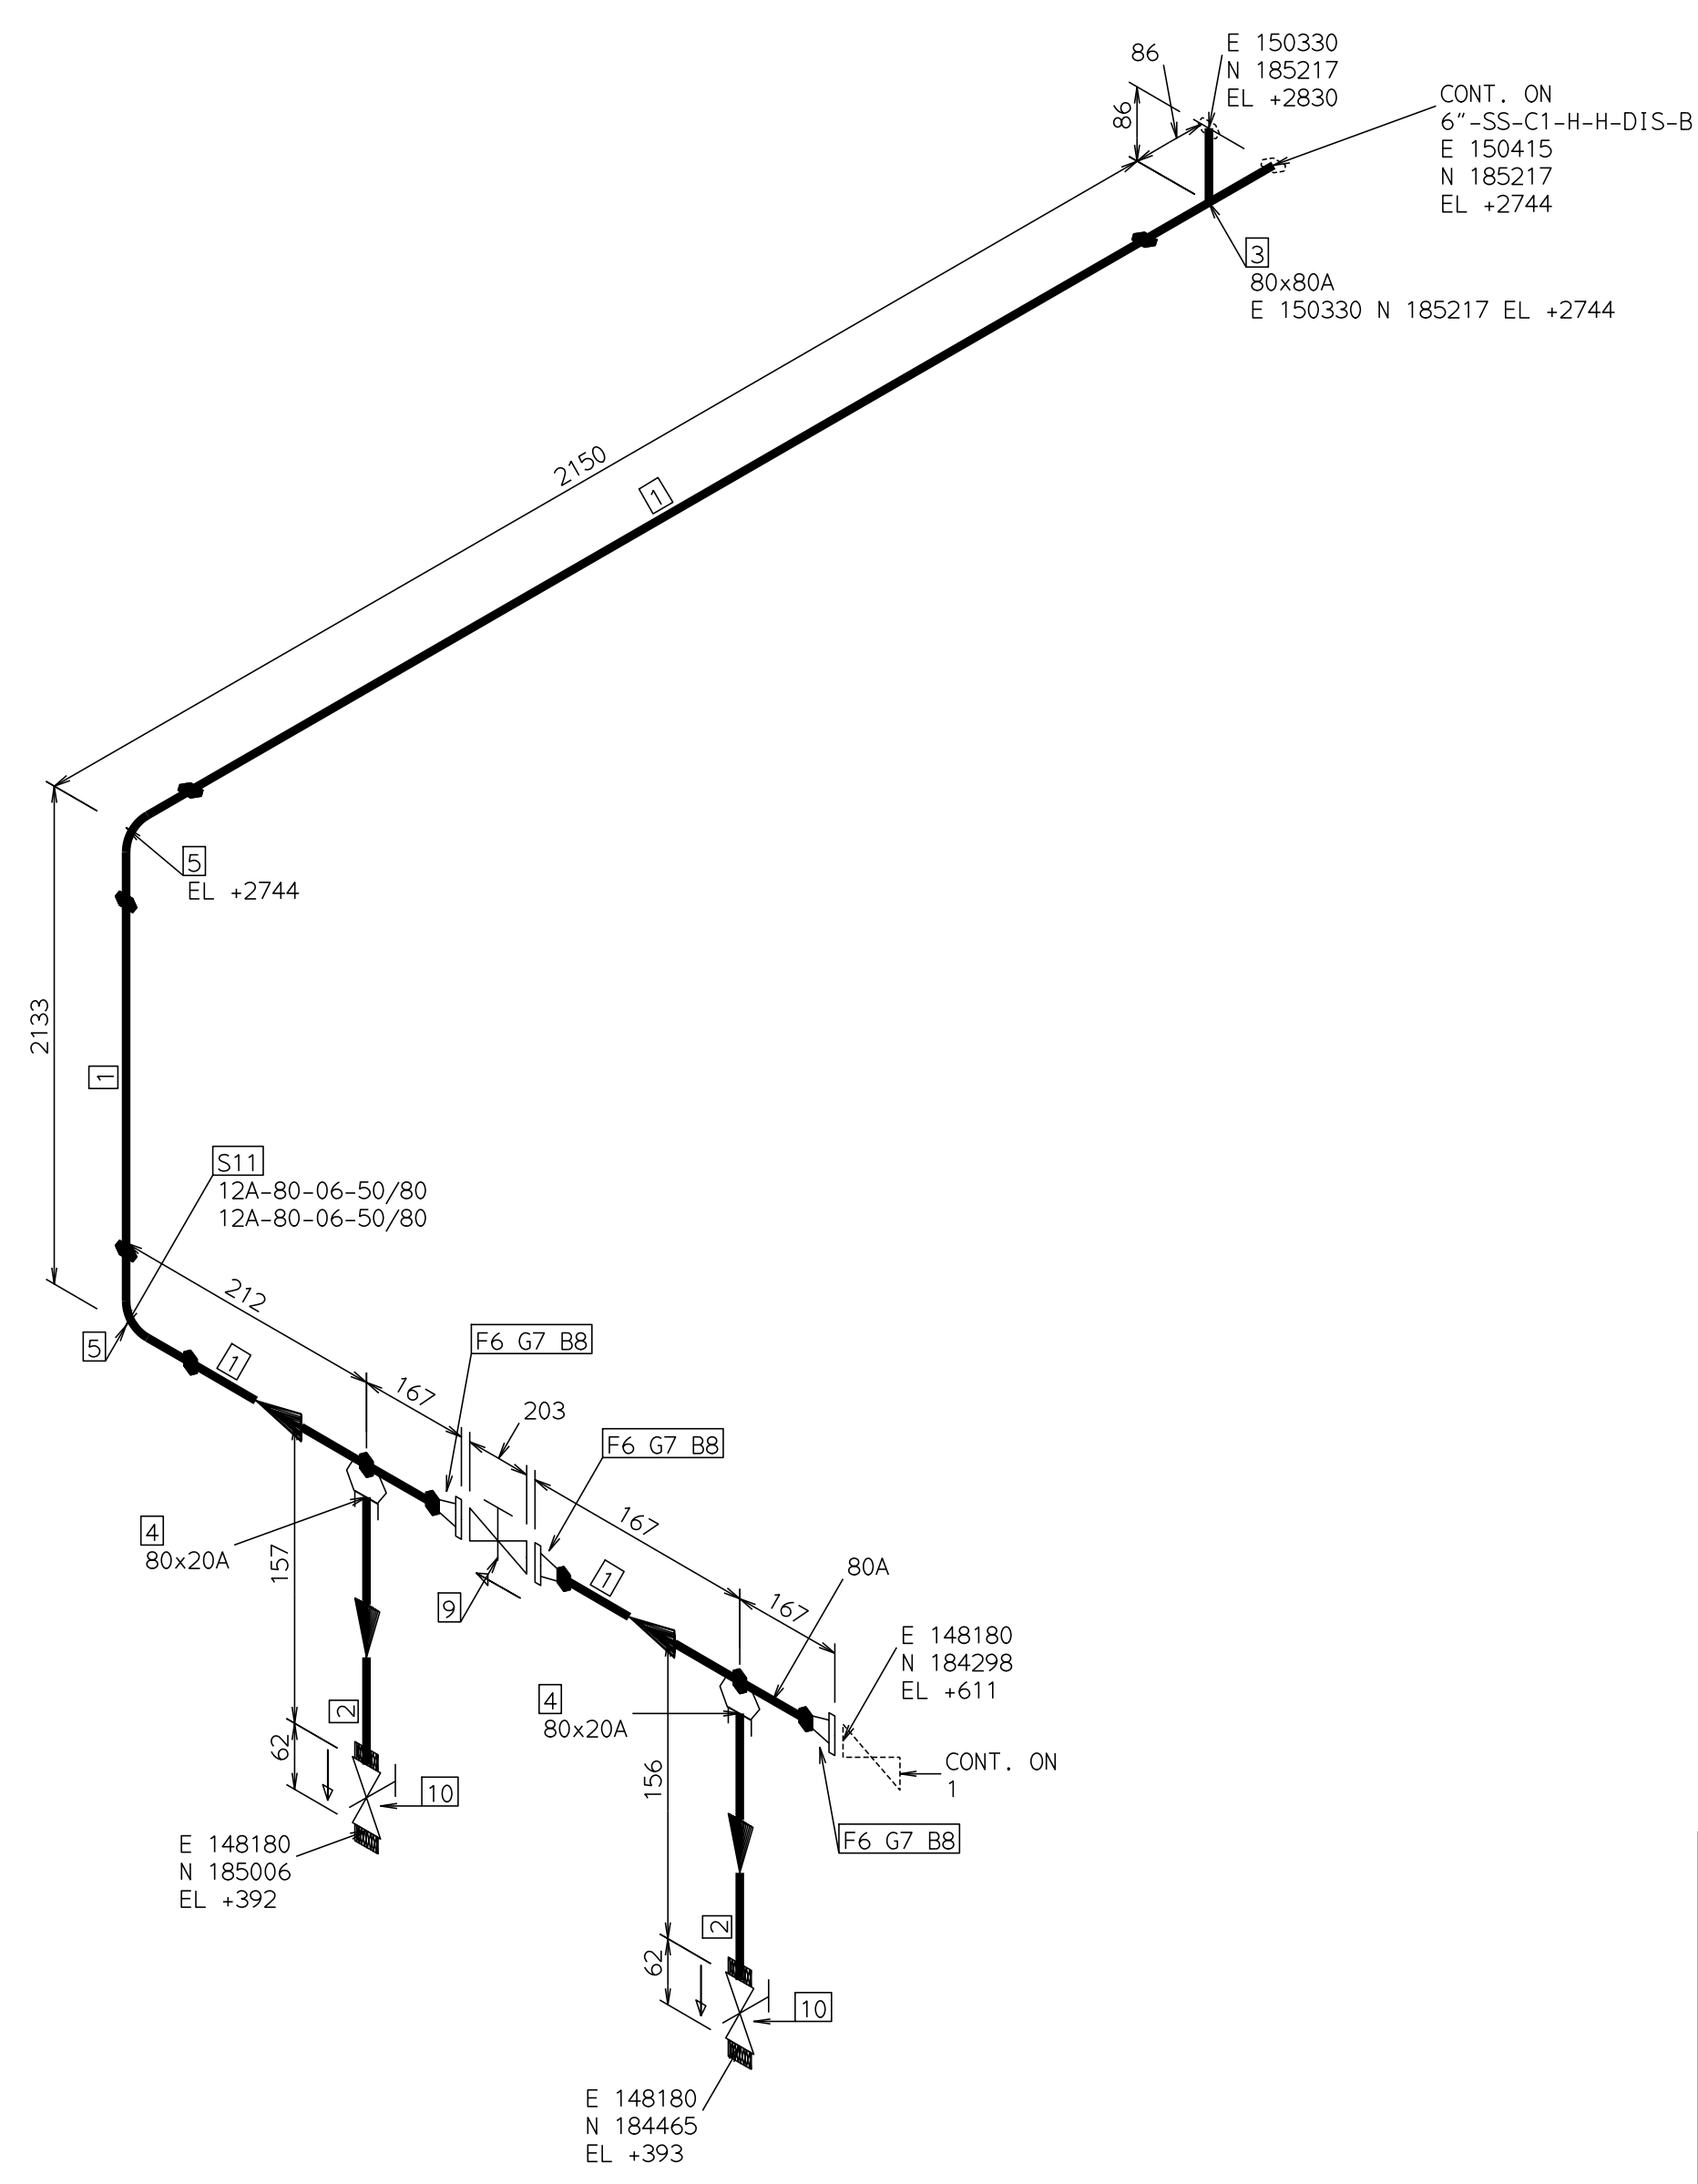 86
E 150330
N 185217
EL +2830
CONT. ON
6"-SS-C1-H-H-DIS-B
E 150415
N 185217
EL +2744
86
3
80x80A
E 150330 N 185217 EL +2744
2150
1
5
EL +2744
2133
1
S11
12A-80-06-50/80
12A-80-06-50/80
212
5
1
F6 G7 B8
167
203
F6 G7 B8
4
80x20A
157
9
167
1
80A
167
E 148180
N 184298
EL +611
4
80x20A
2
62
CONT. ON
1
10
156
F6 G7 B8
E 148180
N 185006
EL +392
2
62
10
E 148180
N 184465
EL +393